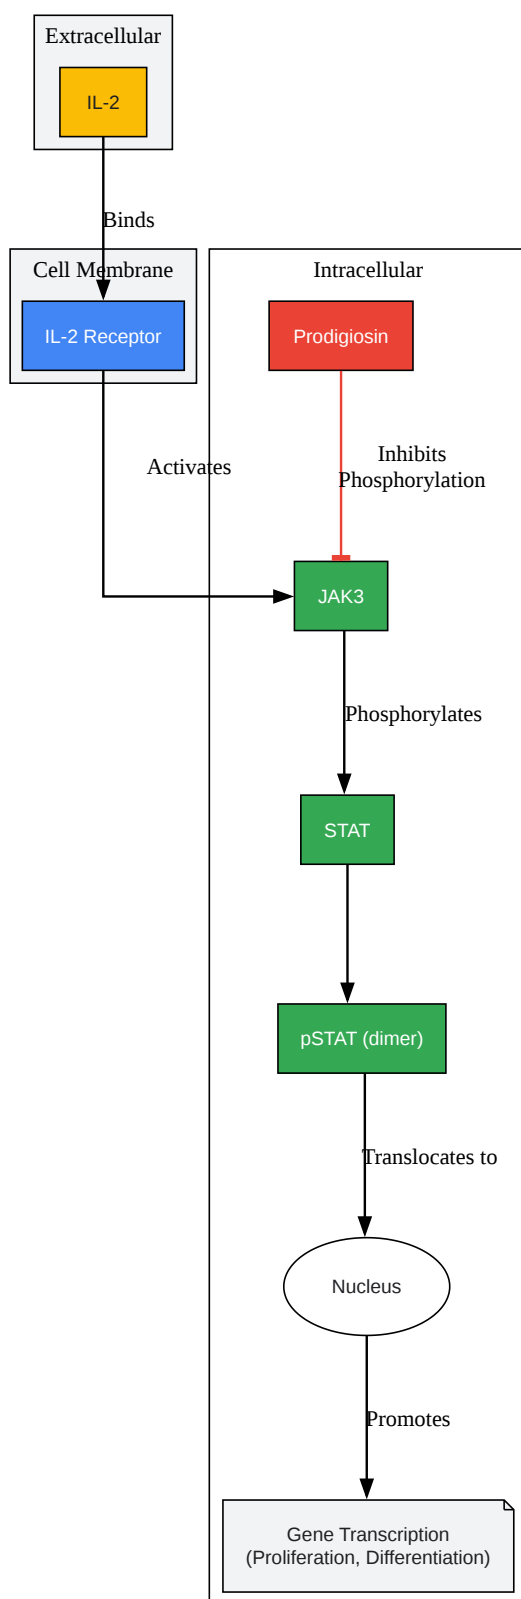 Extracellular
IL-2
Binds
Cell Membrane
IL-2 Receptor
Intracellular
Prodigiosin
Activates
Inhibits
Phosphorylation
JAK3
Phosphorylates
STAT
pSTAT (dimer)
Translocates to
Nucleus
Promotes
Gene Transcription
(Proliferation, Differentiation)